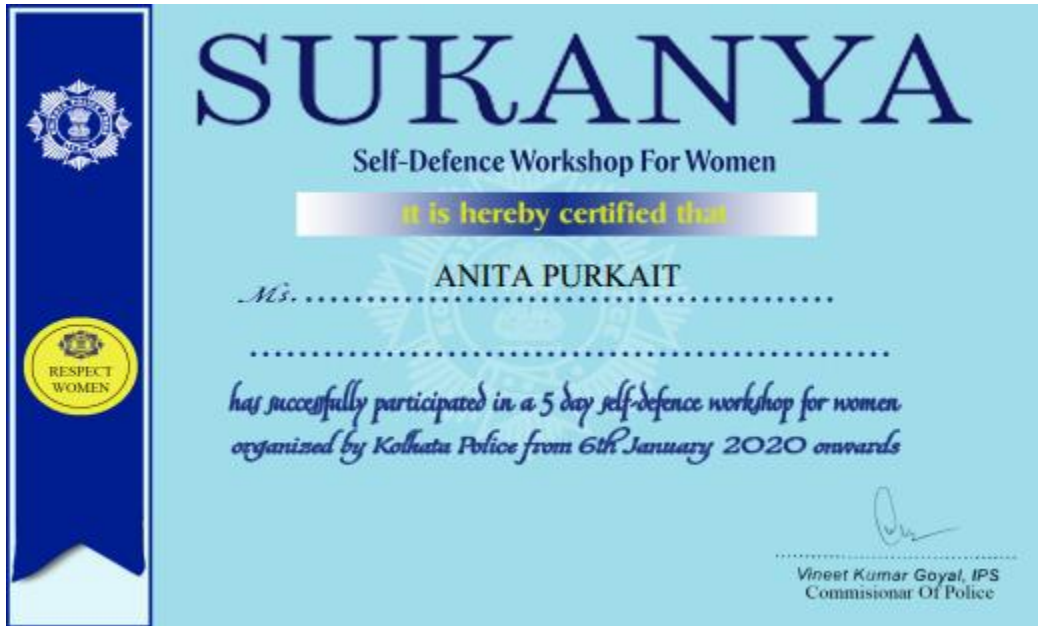 SUKANYA
Self-Defence Workshop For Women
It is hereby certified that
Ms. ANITA PURKAIT
has successfully participated in a 5 day self-defence workshop for women
organized by Kolkata Police from 6th January 2020 onwards
RESPECT
WOMEN
Vineet Kumar Goyal, IPS
Commisionar Of Police